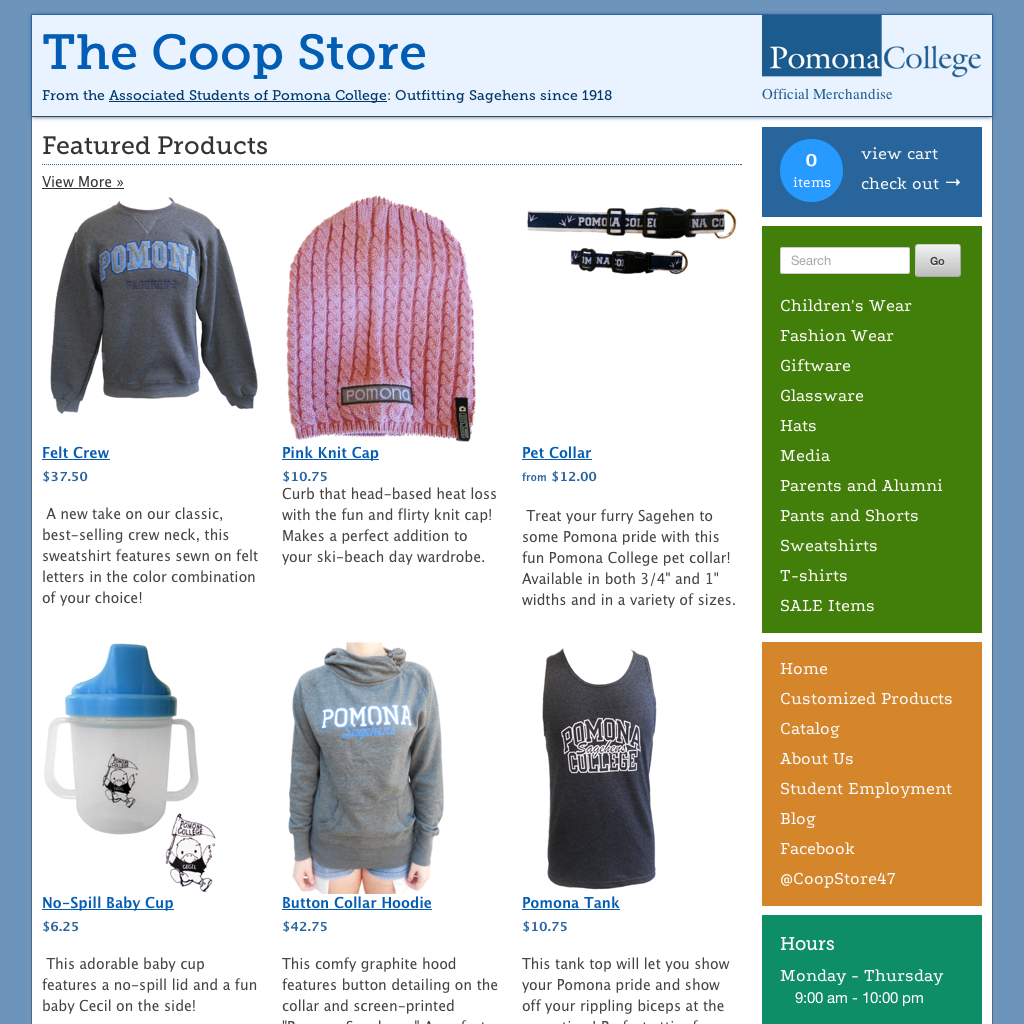 The Coop Store
From the Associated Students of Pomona College: Outfitting Sagehens since 1918
Pomona College
Official Merchandise
0
items
view cart
check out →
Featured Products
View More »
POMONA
SAGEHENS
pomona
POMONA COLLEGE
Felt Crew
$37.50
A new take on our classic,
best-selling crew neck, this
sweatshirt features sewn on felt
letters in the color combination
of your choice!
Pink Knit Cap
$10.75
Curb that head-based heat loss
with the fun and flirty knit cap!
Makes a perfect addition to
your ski-beach day wardrobe.
Pet Collar
from $12.00
Treat your furry Sagehen to
some Pomona pride with this
fun Pomona College pet collar!
Available in both 3/4" and 1"
widths and in a variety of sizes.
POMONA
COLLEGE
CECIL
POMONA
Sagehens
POMONA
Sagehens
COLLEGE
No-Spill Baby Cup
$6.25
This adorable baby cup
features a no-spill lid and a fun
baby Cecil on the side!
Button Collar Hoodie
$42.75
This comfy graphite hood
features button detailing on the
collar and screen-printed
Pomona Tank
$10.75
This tank top will let you show
your Pomona pride and show
off your rippling biceps at the
Search
Go
Children's Wear
Fashion Wear
Giftware
Glassware
Hats
Media
Parents and Alumni
Pants and Shorts
Sweatshirts
T-shirts
SALE Items
Home
Customized Products
Catalog
About Us
Student Employment
Blog
Facebook
@CoopStore47
Hours
Monday - Thursday
9:00 am - 10:00 pm